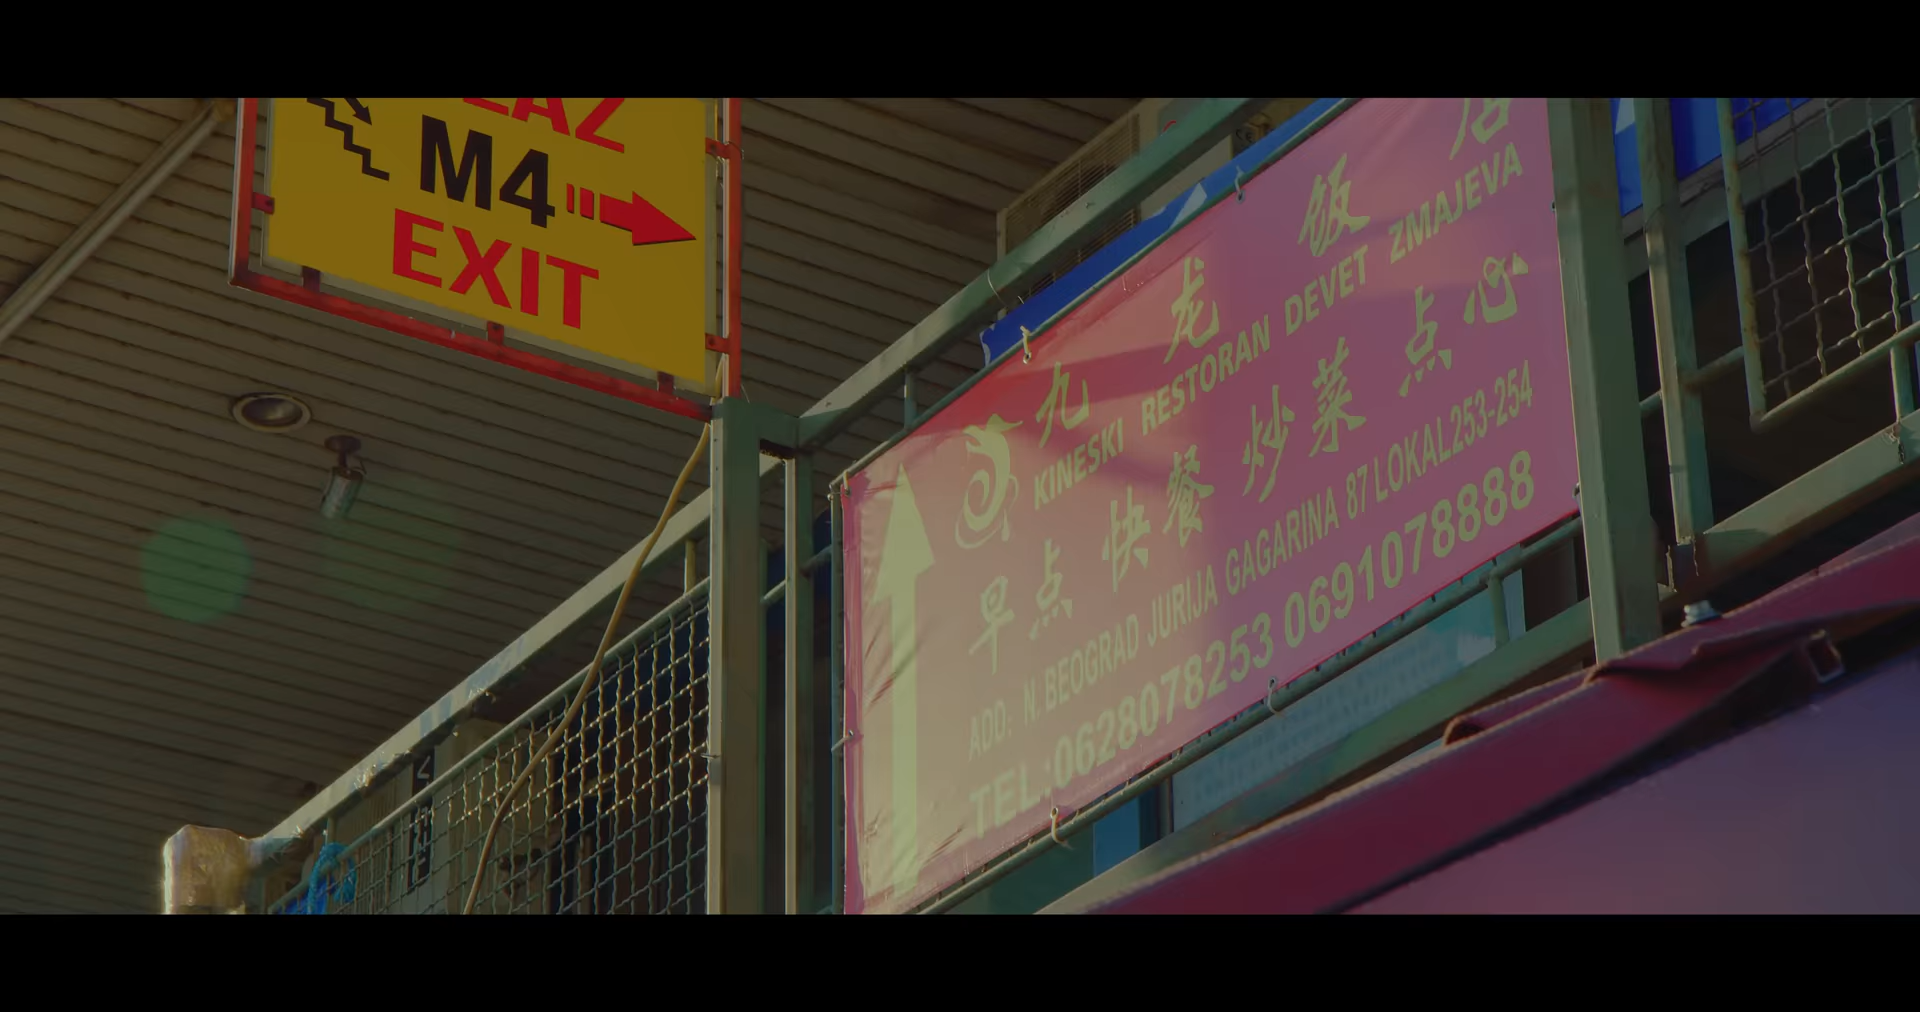 M4
EXIT
九 龙 饭 店
KINESKI RESTORAN DEVET ZMAJEVA
早点 快餐 炒菜 点心
ADD: N. BEOGRAD JURIJA GAGARINA 87 LOKAL253-254
TEL.:0628078253 0691078888